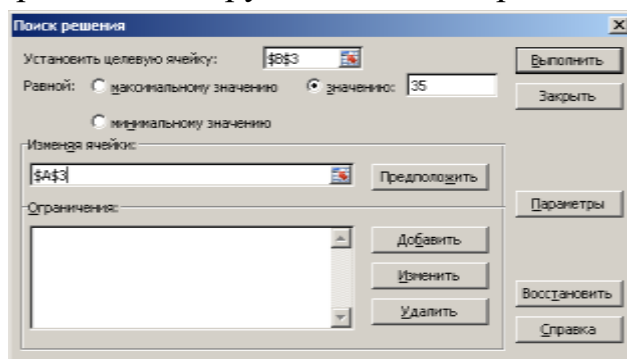 Поиск решения
Установить целевую ячейку: $B$3 Выполнить
Равной: максимальному значению значению: 35 Закрыть
минимальному значению
Изменяя ячейки:
$A$3 Предположить
Ограничения: Параметры
Добавить
Изменить
Восстановить
Удалить
Справка